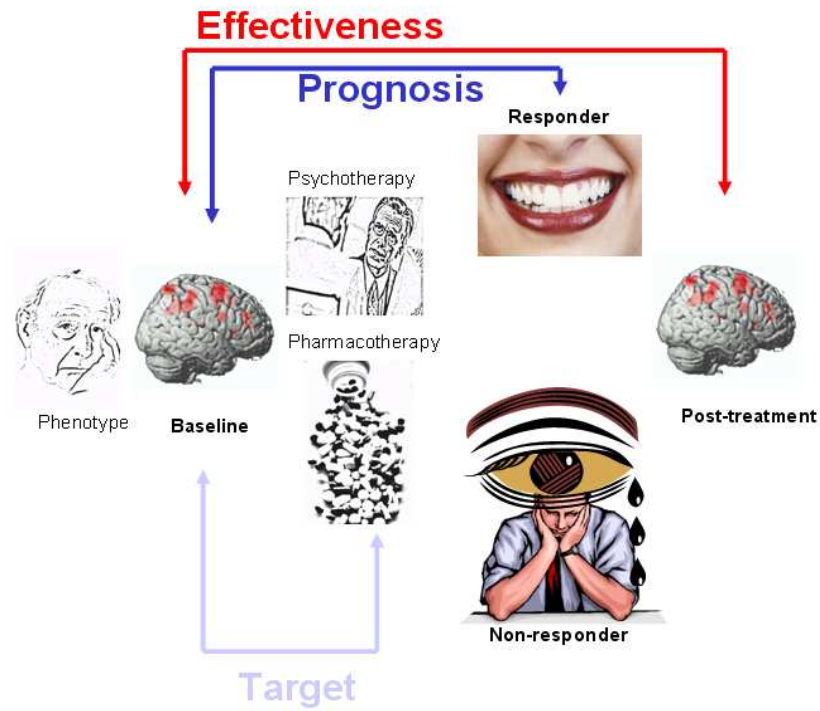 Effectiveness
Prognosis
Responder
Psychotherapy
Pharmacotherapy
Phenotype
Baseline
Post-treatment
Non-responder
Target